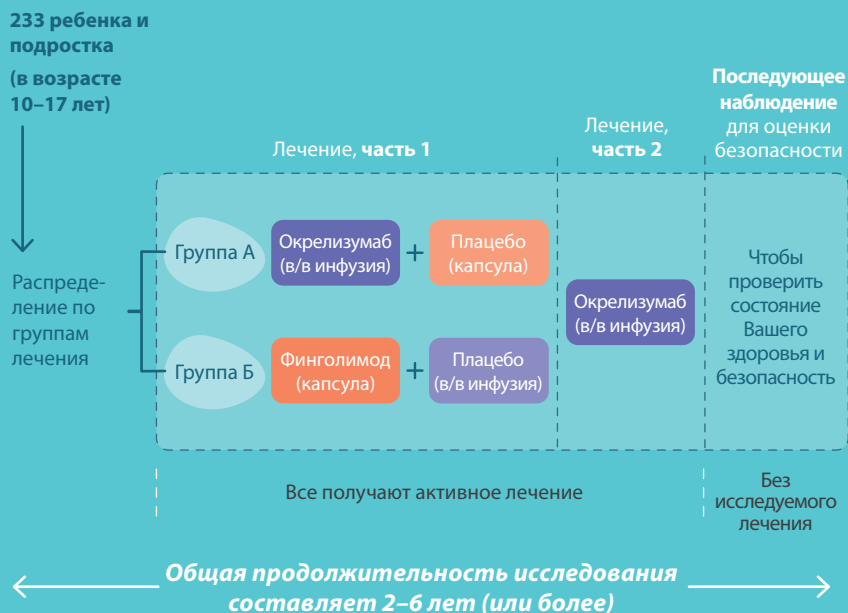 233 ребенка и
подростка
(в возрасте
10–17 лет)
Лечение, часть 1
Лечение,
часть 2
Последующее
наблюдение
для оценки
безопасности
Распреде-
ление по
группам
лечения
Группа А
Окрелизумаб
(в/в инфузия)
+
Плацебо
(капсула)
Группа Б
Финголимод
(капсула)
+
Плацебо
(в/в инфузия)
Окрелизумаб
(в/в инфузия)
Чтобы
проверить
состояние
Вашего
здоровья и
безопасность
Все получают активное лечение
Без
исследуемого
лечения
Общая продолжительность исследования
составляет 2–6 лет (или более)